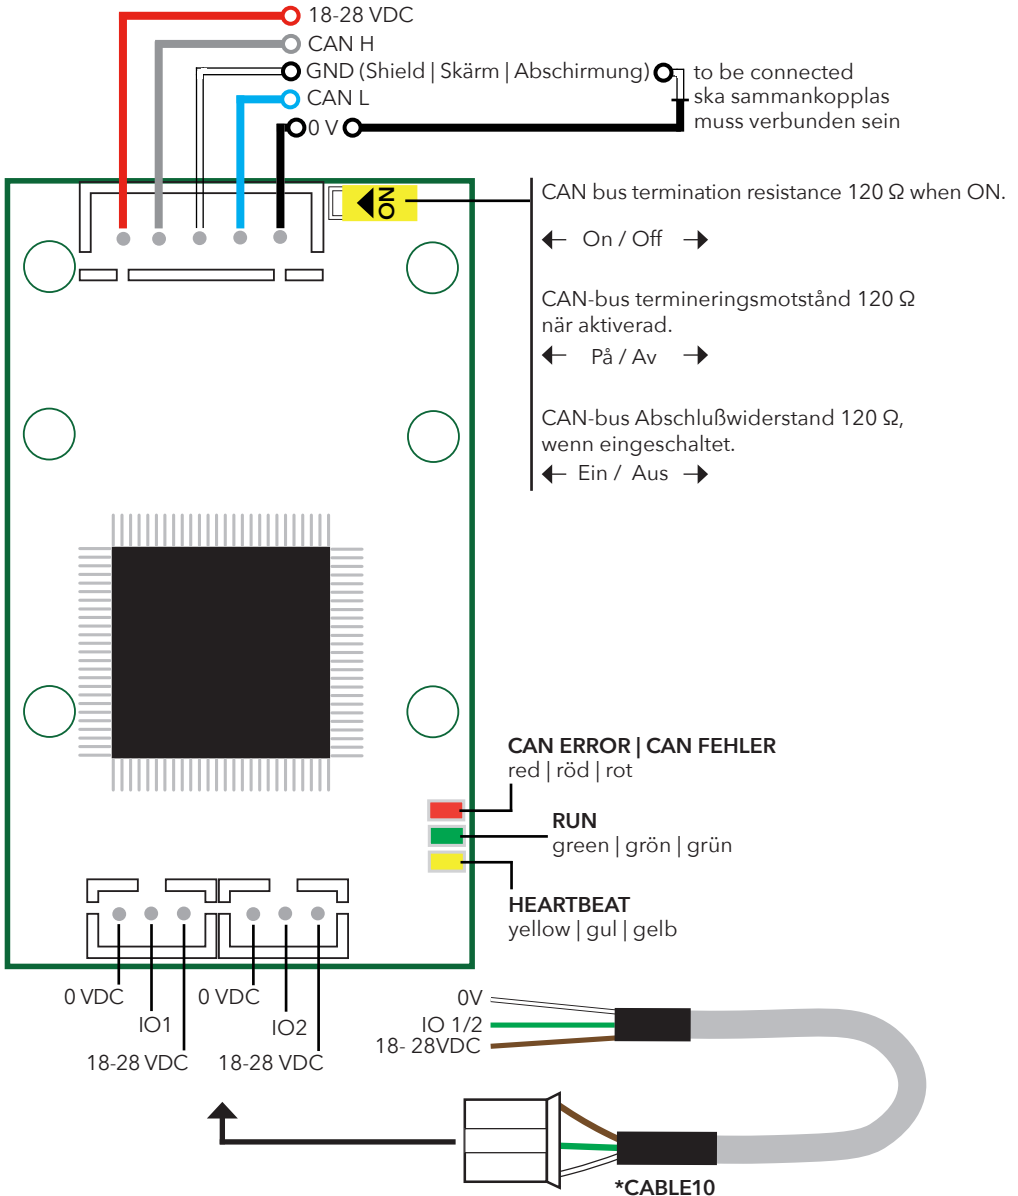 18-28 VDC
CAN H
GND (Shield | Skärm | Abschirmung)
CAN L
0 V
to be connected
ska sammankopplas
muss verbunden sein
ON
CAN bus termination resistance 120 Ω when ON.
On / Off
CAN-bus termineringsmotstånd 120 Ω
när aktiverad.
På / Av
CAN-bus Abschlußwiderstand 120 Ω,
wenn eingeschaltet.
Ein / Aus
CAN ERROR | CAN FEHLER
red | röd | rot
RUN
green | grön | grün
HEARTBEAT
yellow | gul | gelb
0 VDC
IO1
18-28 VDC
0 VDC
IO2
18-28 VDC
0V
IO 1/2
18- 28VDC
*CABLE10